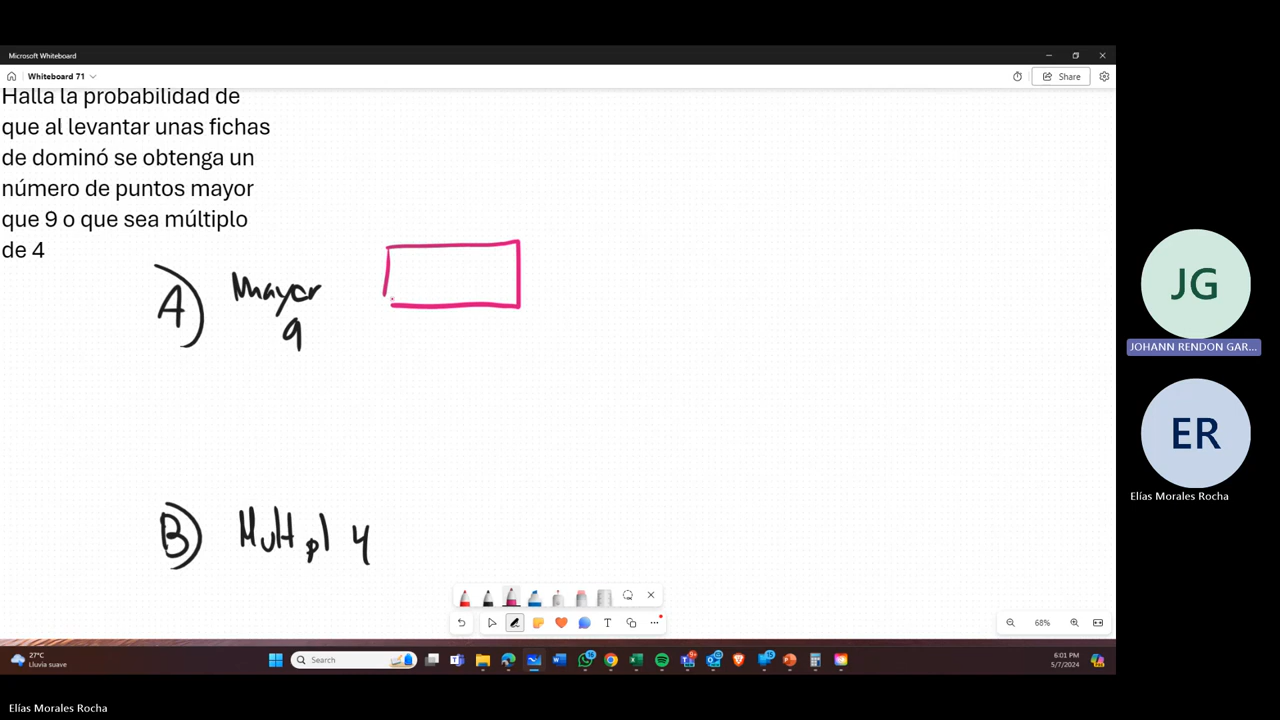 Microsoft Whiteboard
Whiteboard 71
Share
Halla la probabilidad de
que al levantar unas fichas
de dominó se obtenga un
número de puntos mayor
que 9 o que sea múltiplo
de 4
A) Mayor
9
B) Multipl 4
JG
JOHANN RENDON GAR...
ER
Elías Morales Rocha
68%
27°C
Lluvia suave
Search
6:01 PM
5/7/2024
Elías Morales Rocha